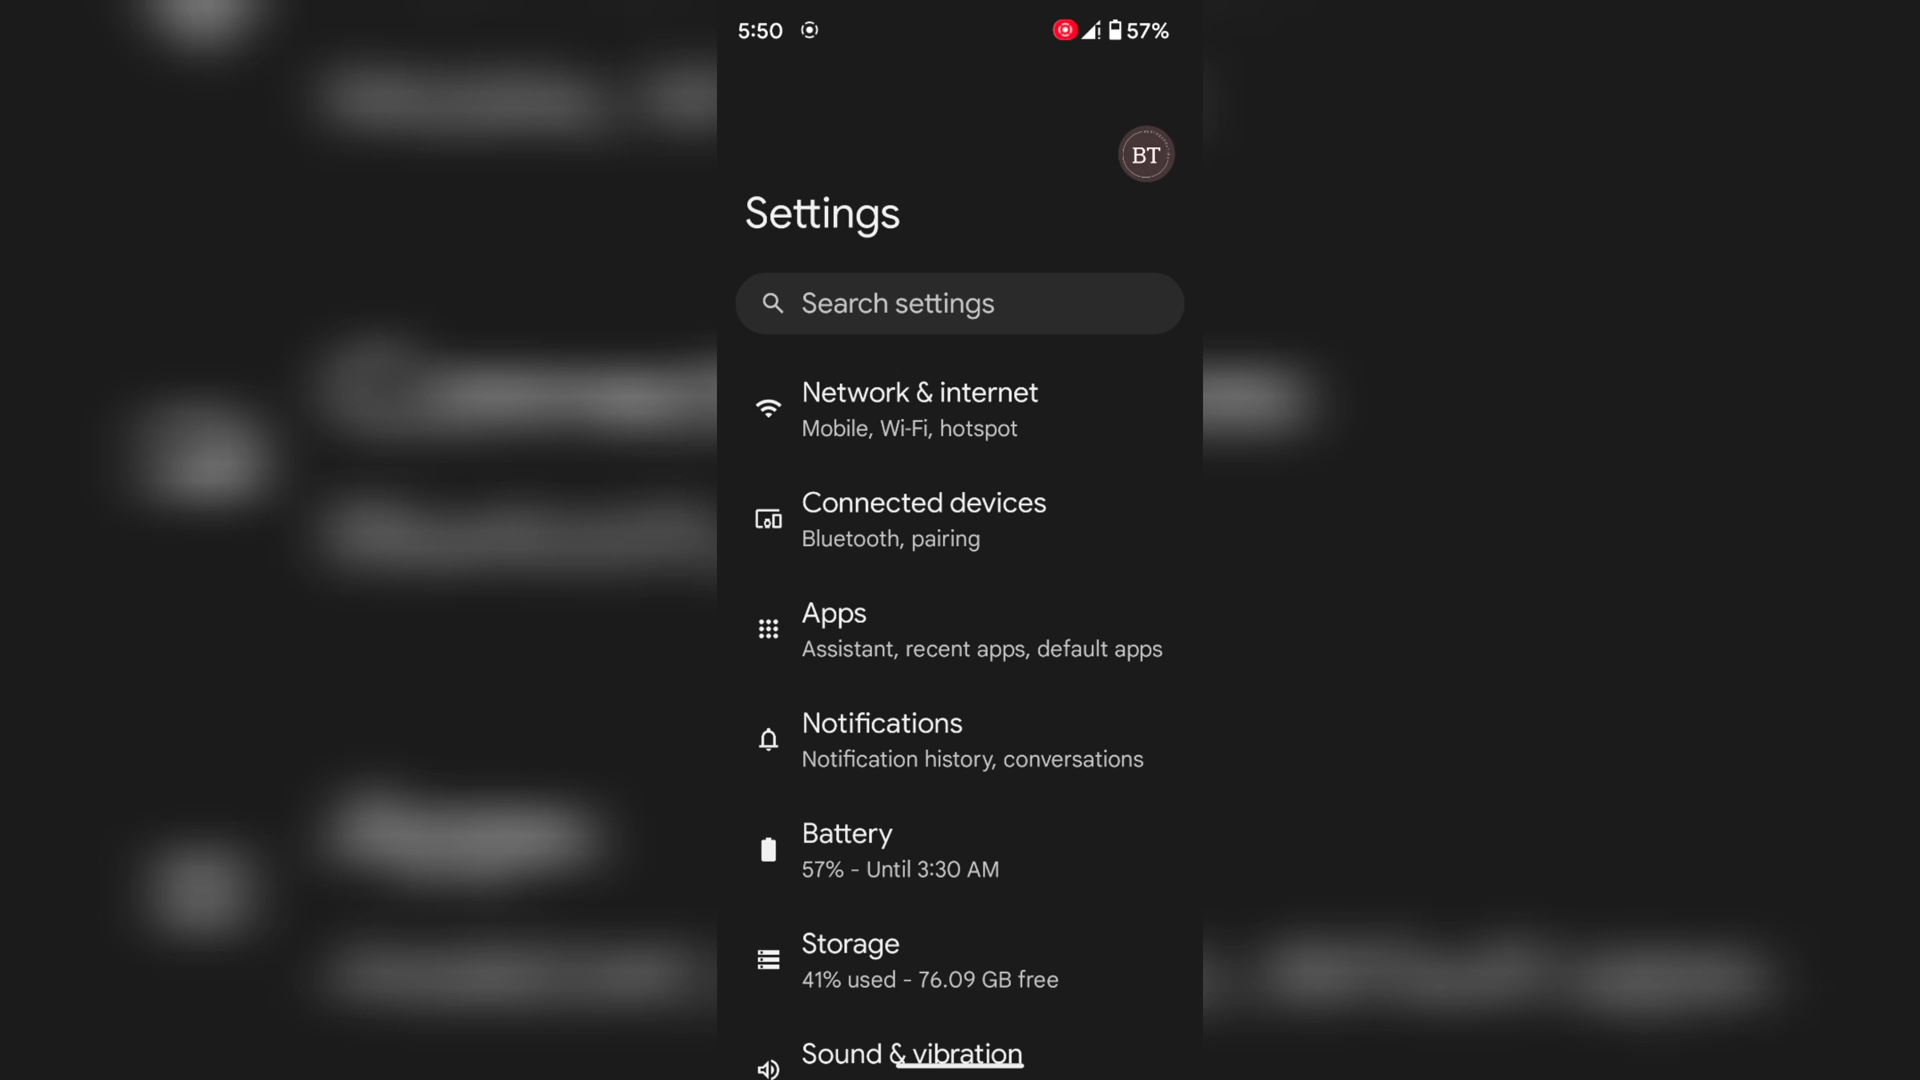 5:50
57%
BT
Settings
Search settings
Network & internet
Mobile, Wi-Fi, hotspot
Connected devices
Bluetooth, pairing
Apps
Assistant, recent apps, default apps
Notifications
Notification history, conversations
Battery
57% - Until 3:30 AM
Storage
41% used - 76.09 GB free
Sound & vibration